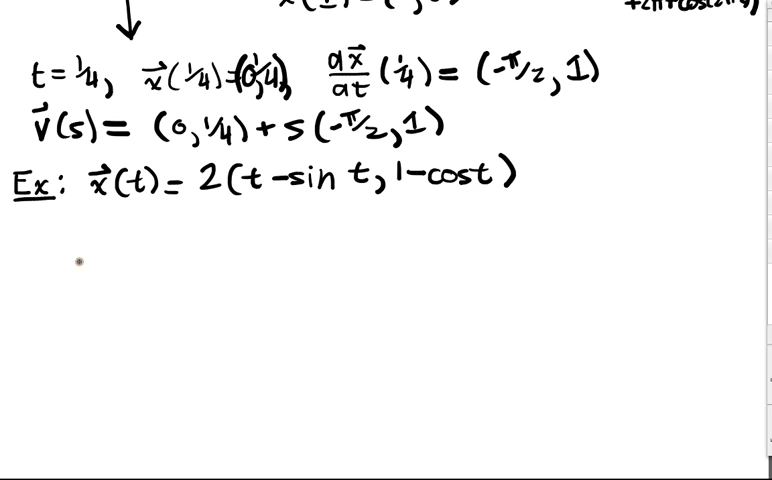 t = 1/4, x⃗(1/4) = (0, 1/4), dx⃗/dt (1/4) = (-π/2, 1)
v⃗(s) = (0, 1/4) + s(-π/2, 1)
Ex: x⃗(t) = 2(t - sin t, 1 - cost)